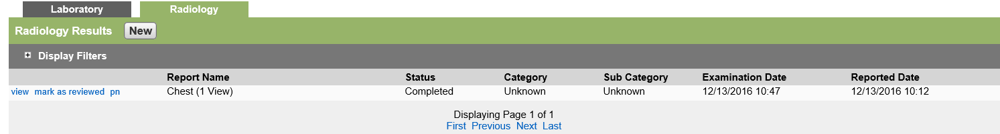 Laboratory Radiology
Radiology Results New
Display Filters
Report Name Status Category Sub Category Examination Date Reported Date
view mark as reviewed pn Chest (1 View) Completed Unknown Unknown 12/13/2016 10:47 12/13/2016 10:12
Displaying Page 1 of 1
First Previous Next Last